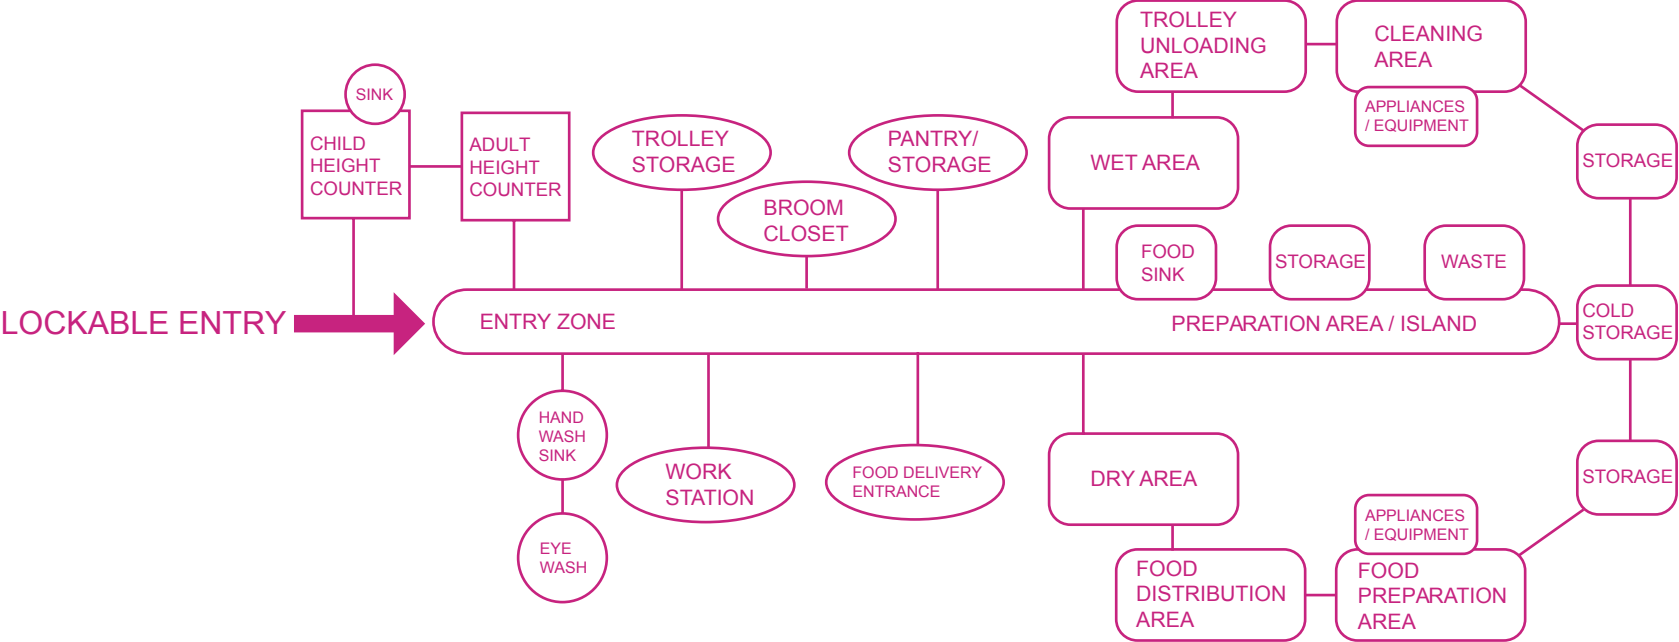 TROLLEY
UNLOADING
AREA
CLEANING
AREA
APPLIANCES
/ EQUIPMENT
SINK
CHILD
HEIGHT
COUNTER
ADULT
HEIGHT
COUNTER
TROLLEY
STORAGE
BROOM
CLOSET
PANTRY/
STORAGE
WET AREA
STORAGE
FOOD
SINK
STORAGE
WASTE
LOCKABLE ENTRY
ENTRY ZONE
PREPARATION AREA / ISLAND
COLD
STORAGE
HAND
WASH
SINK
EYE
WASH
WORK
STATION
FOOD DELIVERY
ENTRANCE
DRY AREA
STORAGE
APPLIANCES
/ EQUIPMENT
FOOD
DISTRIBUTION
AREA
FOOD
PREPARATION
AREA